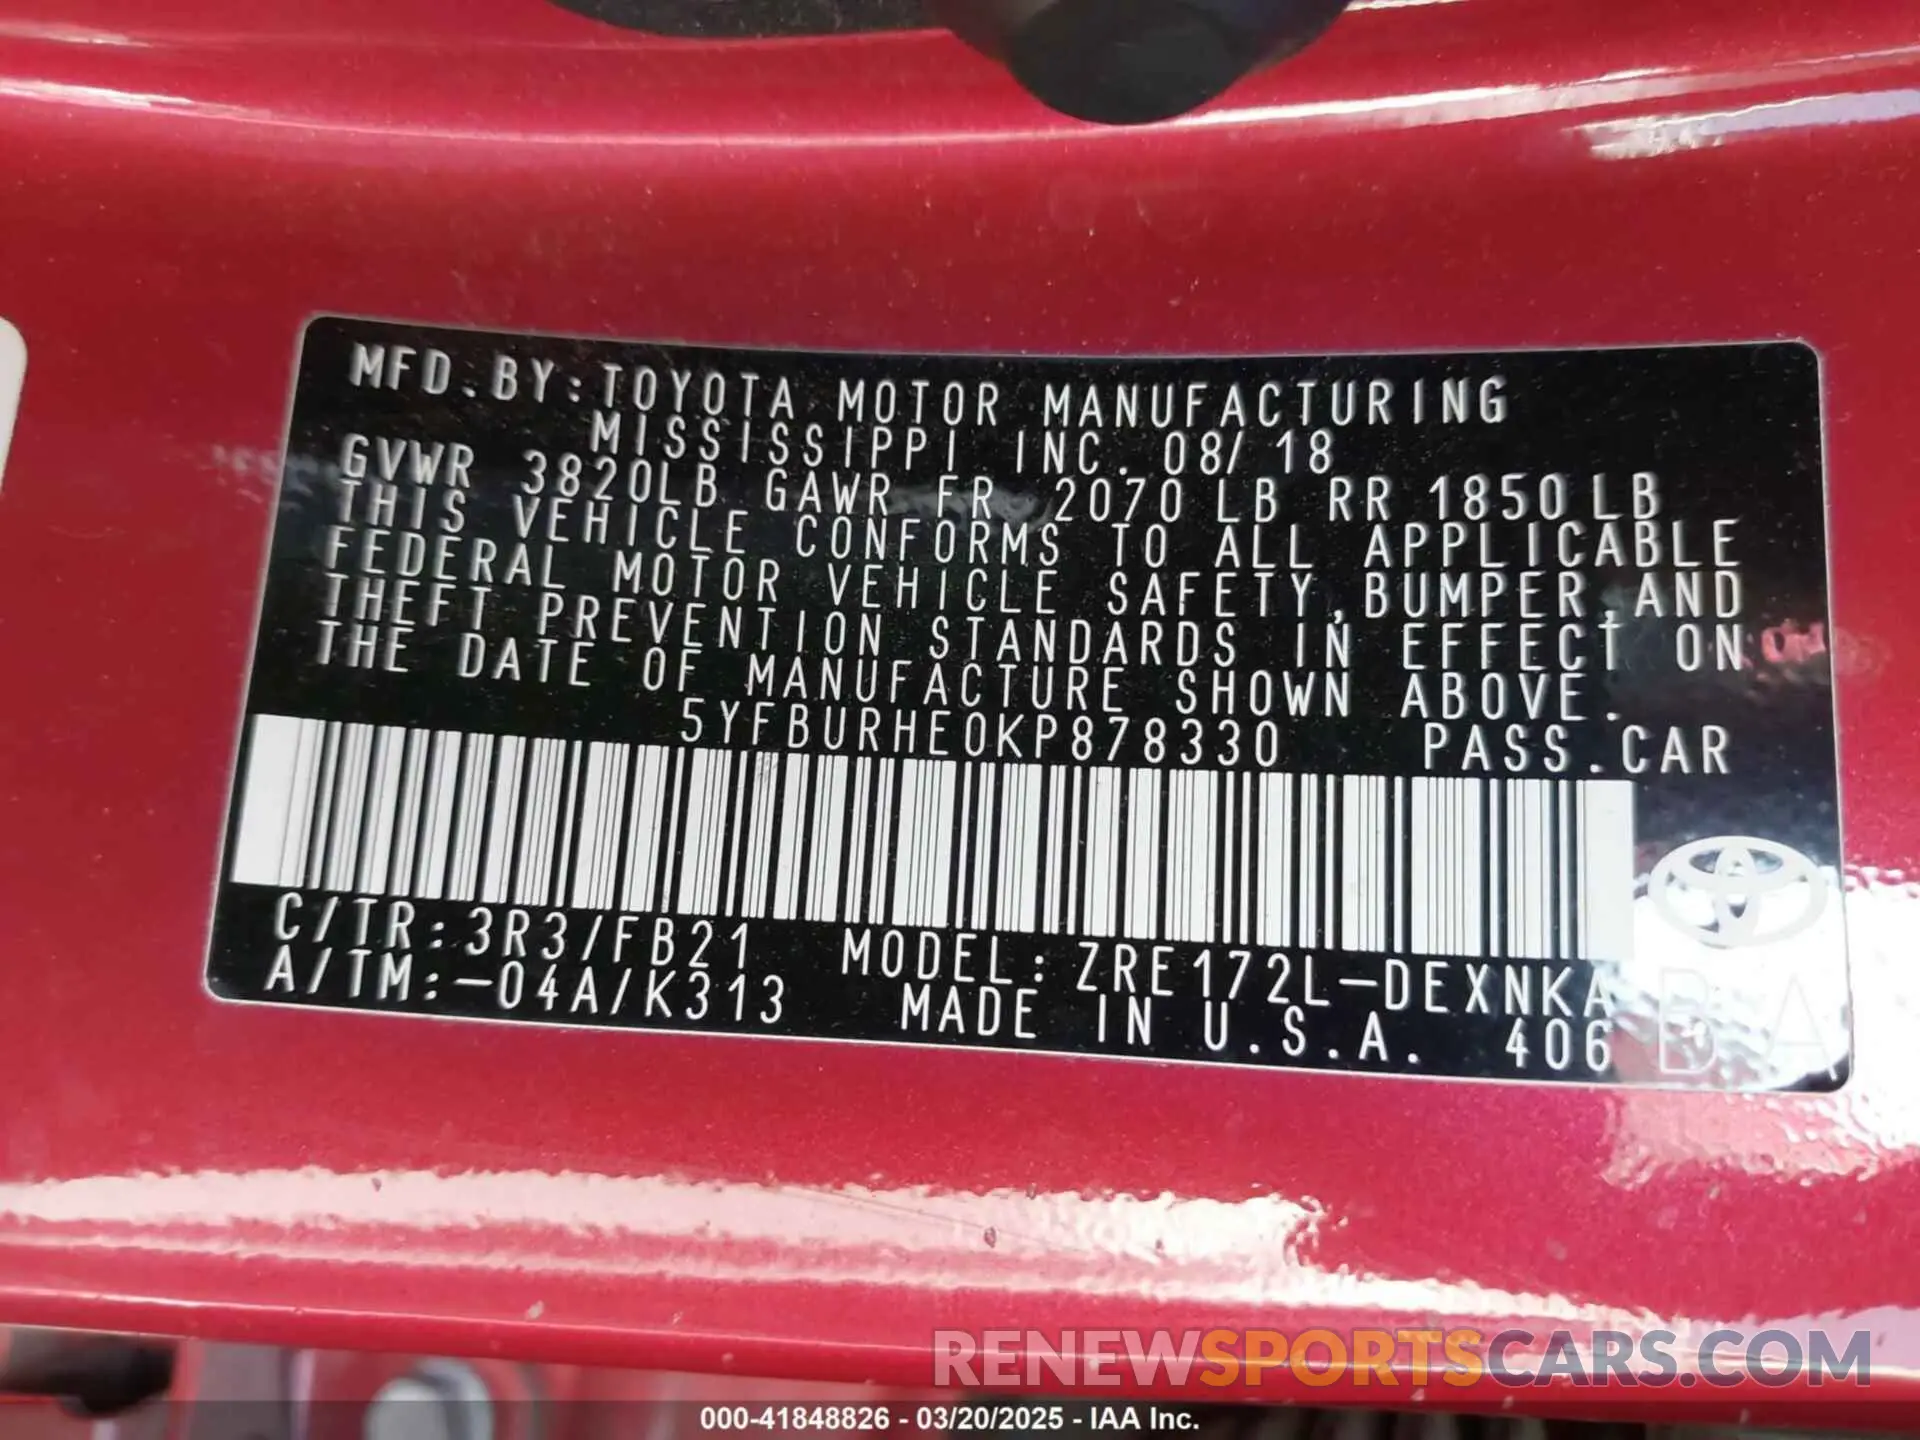 MFD.BY:TOYOTA MOTOR MANUFACTURING
MISSISSIPPI INC. 08/18
GVWR 3820LB GAWR FR 2070LB RR 1850LB
THIS VEHICLE CONFORMS TO ALL APPLICABLE
FEDERAL MOTOR VEHICLE SAFETY,BUMPER,AND
THEFT PREVENTION STANDARDS IN EFFECT ON
THE DATE OF MANUFACTURE SHOWN ABOVE.
5YFBURHE0KP878330 PASS.CAR
C/TR:3R3/FB21 MODEL:ZRE172L-DEXNKA
A/TM:-04A/K313 MADE IN U.S.A. 406
BA
RENEWSPORTSCARS.COM
000-41848826 - 03/20/2025 - IAA Inc.